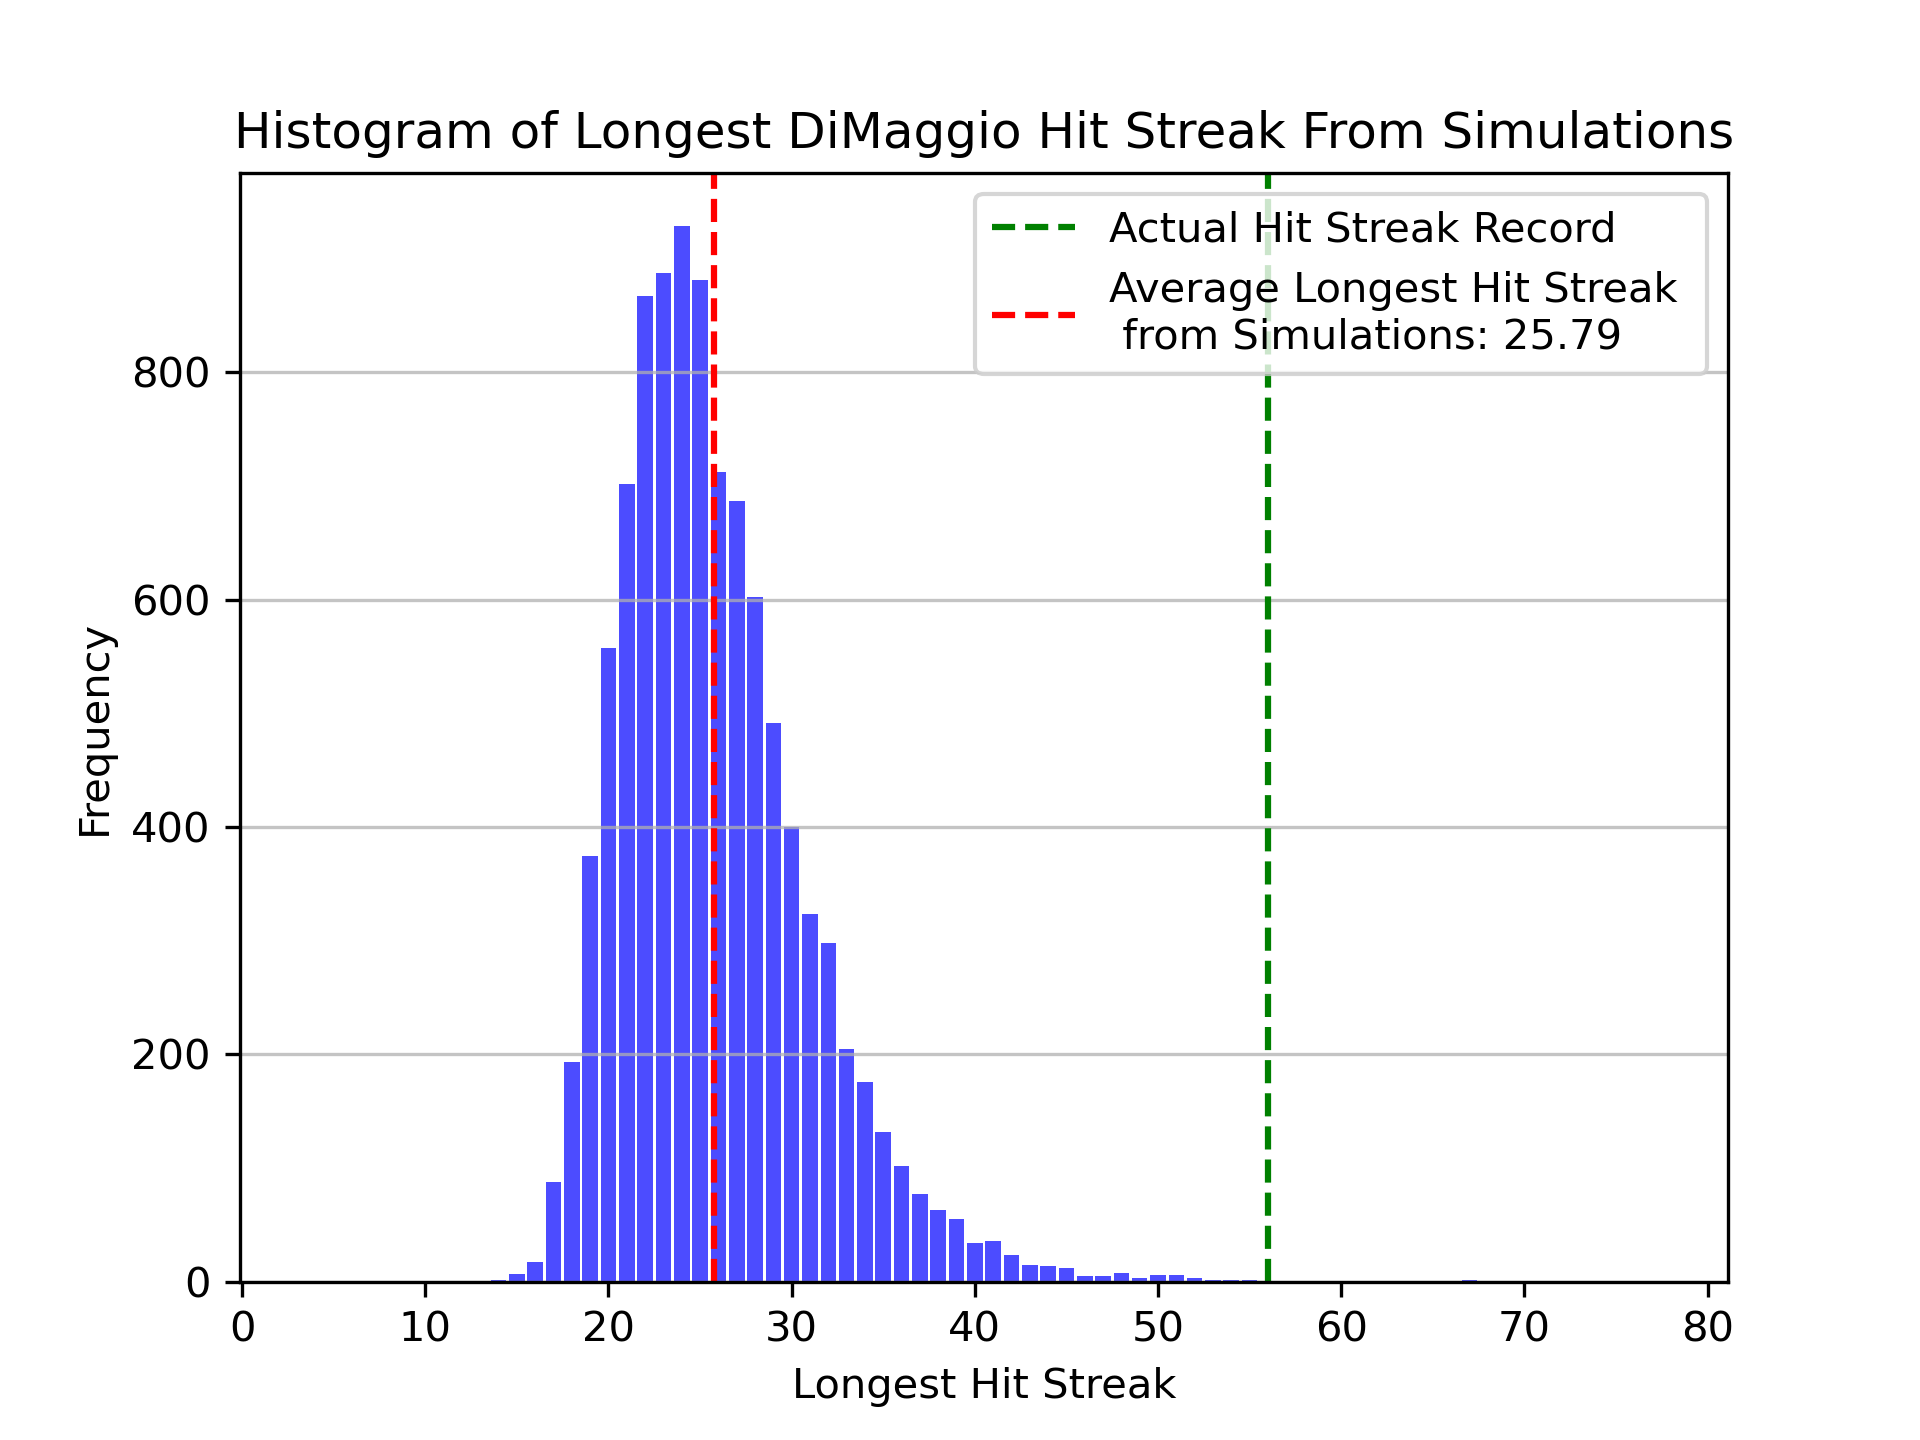 Histogram of Longest DiMaggio Hit Streak From Simulations
Actual Hit Streak Record
Average Longest Hit Streak
from Simulations: 25.79
Frequency
800
600
400
200
0
0 10 20 30 40 50 60 70 80
Longest Hit Streak